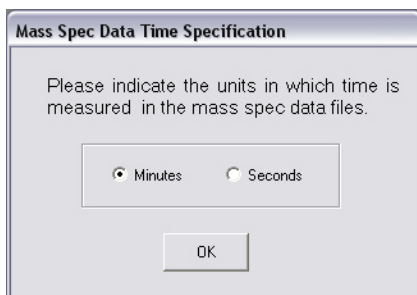 Mass Spec Data Time Specification
Please indicate the units in which time is
measured in the mass spec data files.
Minutes Seconds
OK